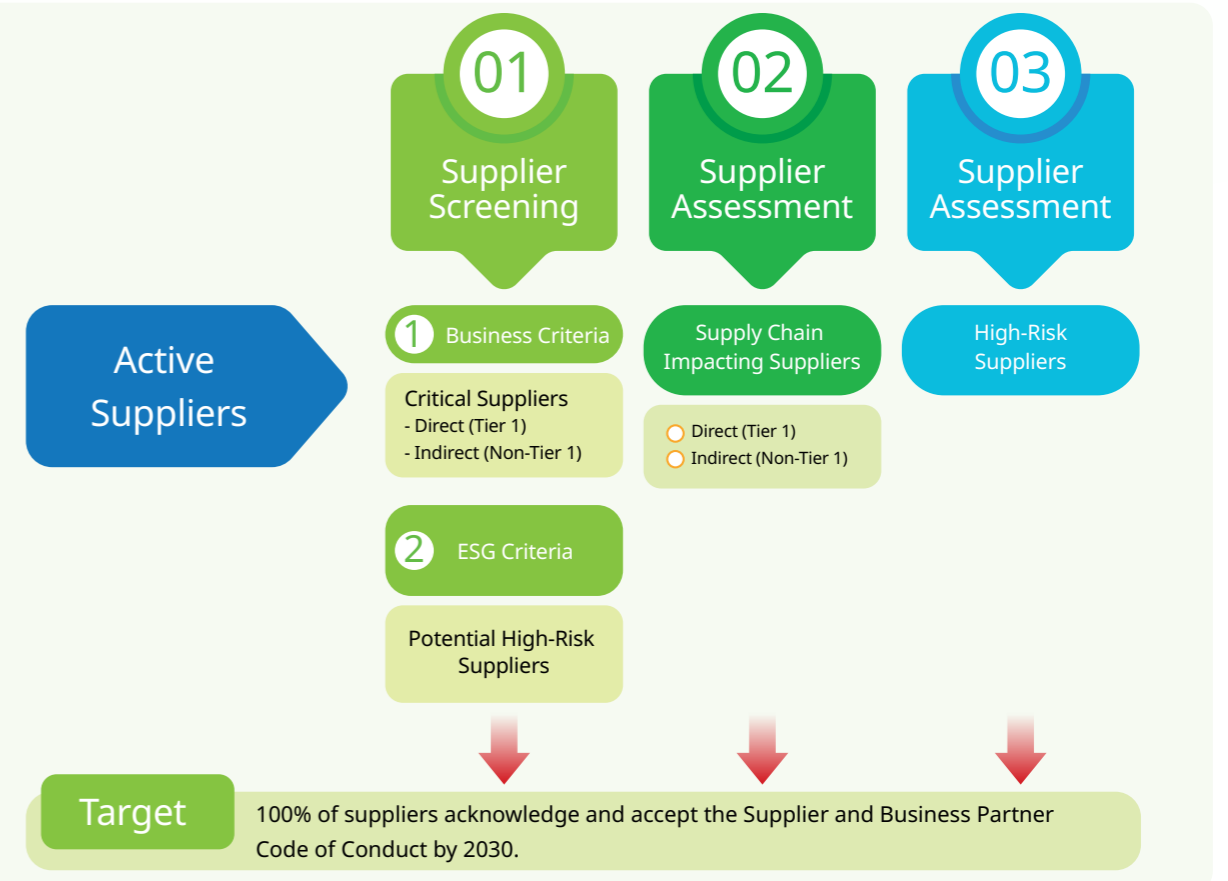 01
Supplier
Screening
02
Supplier
Assessment
03
Supplier
Assessment
Active
Suppliers
1 Business Criteria
Critical Suppliers
- Direct (Tier 1)
- Indirect (Non-Tier 1)
2 ESG Criteria
Potential High-Risk
Suppliers
Supply Chain
Impacting Suppliers
Direct (Tier 1)
Indirect (Non-Tier 1)
High-Risk
Suppliers
Target
100% of suppliers acknowledge and accept the Supplier and Business Partner
Code of Conduct by 2030.